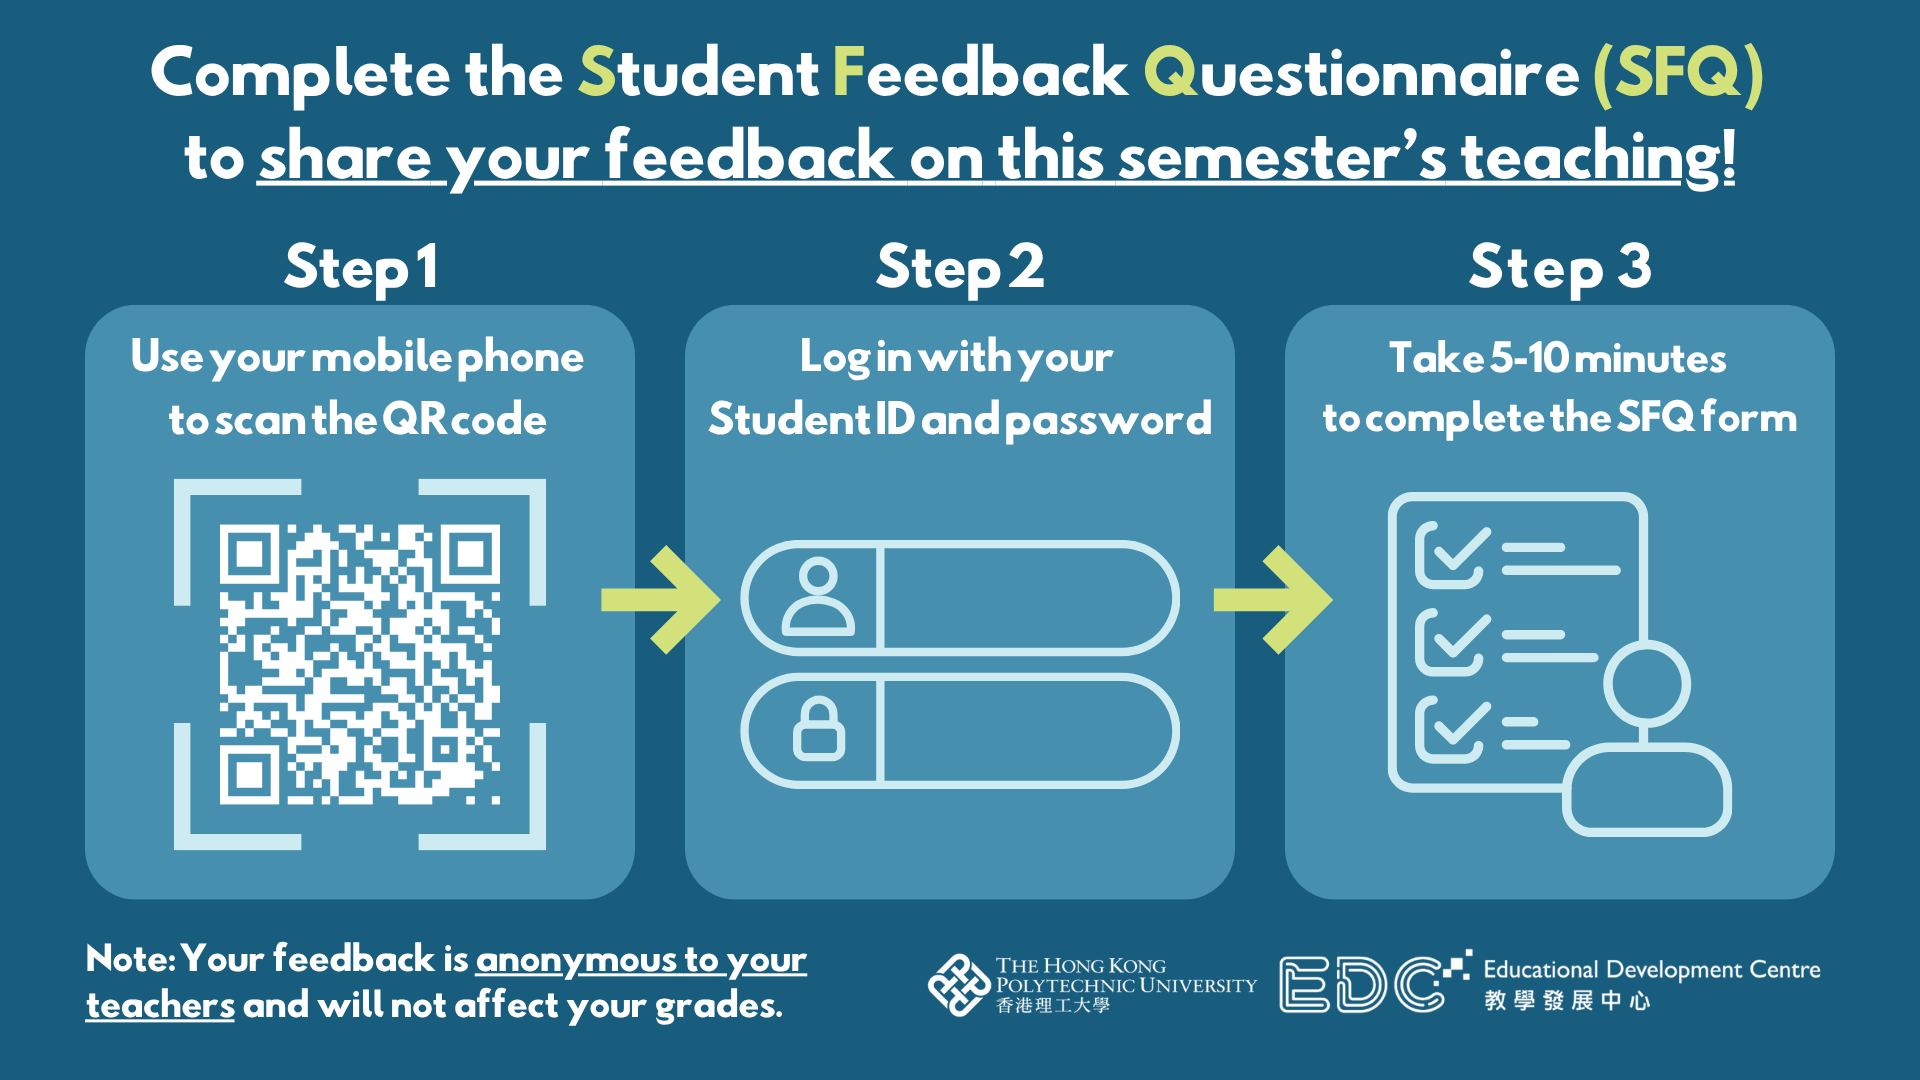 Complete the Student Feedback Questionnaire (SFQ)
to share your feedback on this semester's teaching!
Step 1
Use your mobile phone
to scan the QR code
Step 2
Log in with your
Student ID and password
Step 3
Take 5-10 minutes
to complete the SFQ form
Note: Your feedback is anonymous to your
teachers and will not affect your grades.
THE HONG KONG
POLYTECHNIC UNIVERSITY
香港理工大學
EDC
Educational Development Centre
教學發展中心